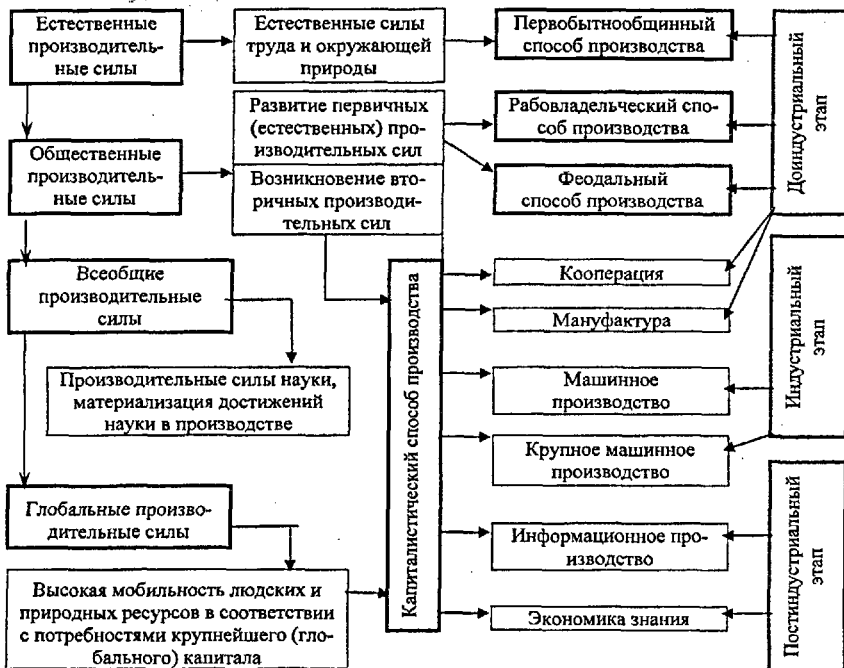 Естественные
производитель-
ные силы
Естественные силы
труда и окружающей
природы
Первобытнообщинный
способ производства
Развитие первичных
(естественных) про-
изводительных сил
Рабовладельческий спо-
соб производства
Доиндустриальный
этап
Общественные
производитель-
ные силы
Возникновение вто-
ричных производи-
тельных сил
Феодальный
способ производства
Всеобщие
производительные
силы
Капиталистический способ производства
Кооперация
Мануфактура
Индустриальный
этап
Производительные силы науки,
материализация достижений
науки в производстве
Машинное
производство
Крупное машинное
производство
Глобальные произво-
дительные силы
Информационное про-
изводство
Постиндустриальный
этап
Высокая мобильность людских и
природных ресурсов в соответствии
с потребностями крупнейшего (гло-
бального) капитала
Экономика знания